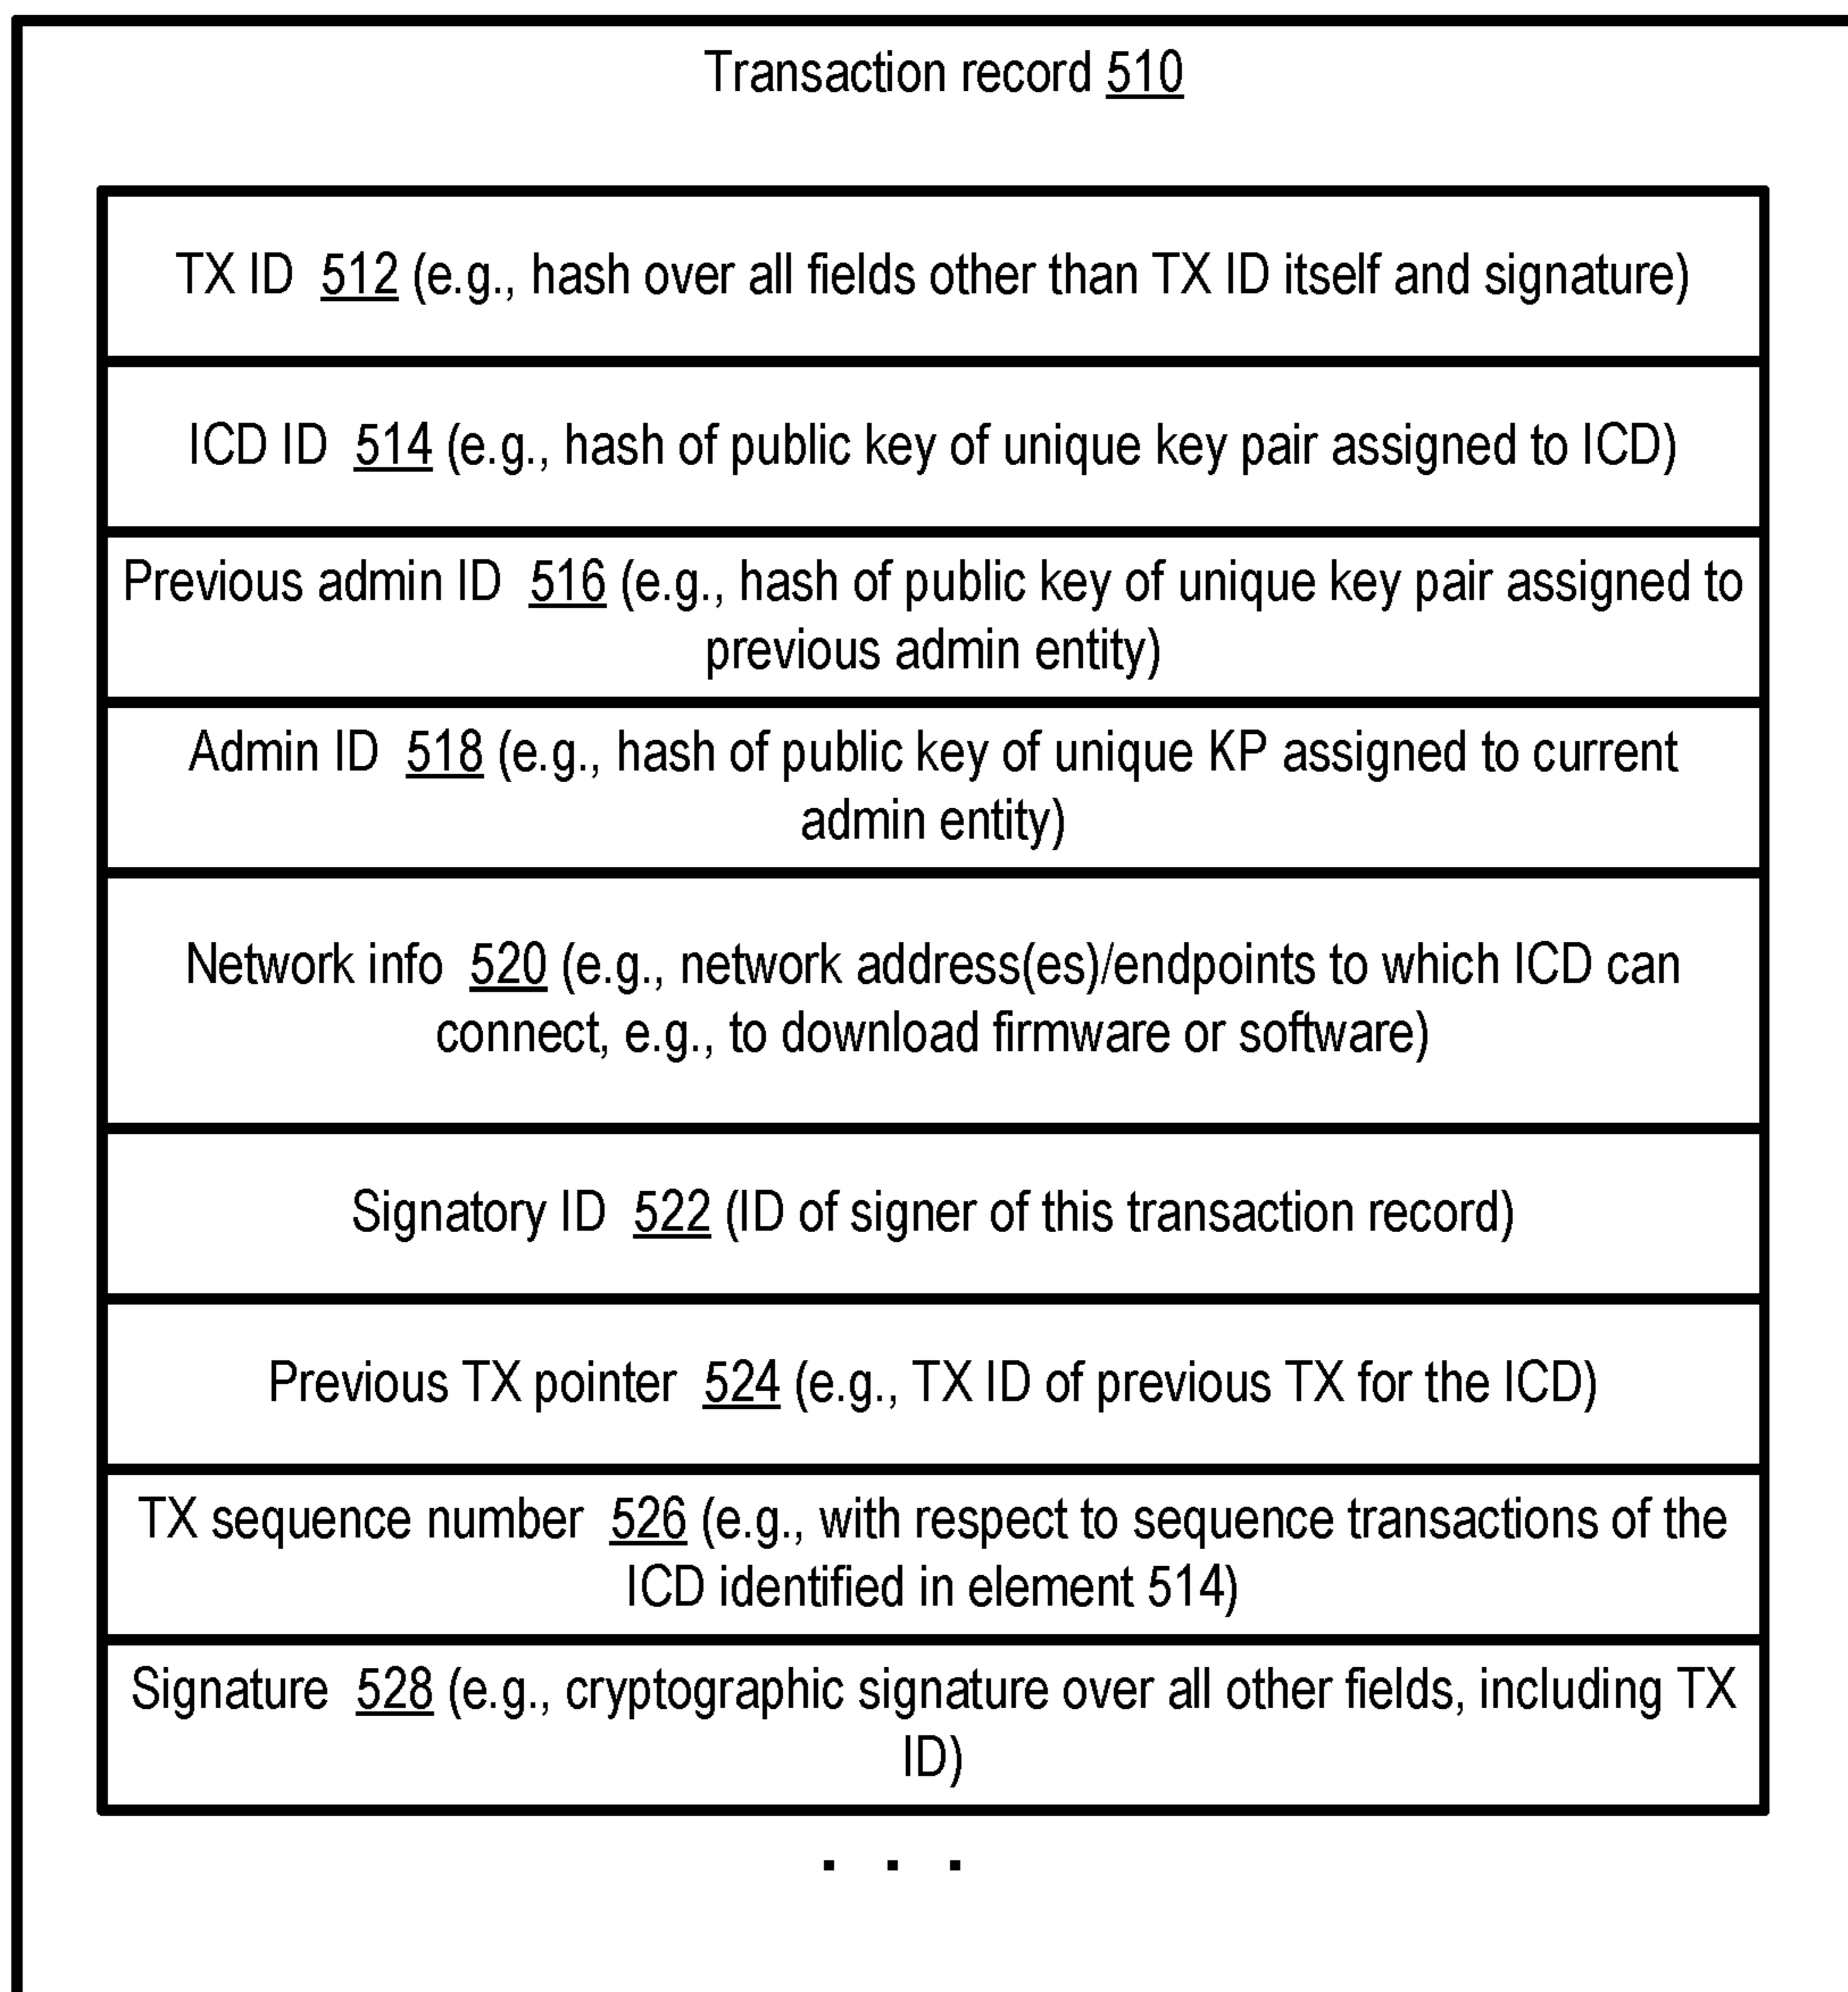 Transaction record 510
TX ID 512 (e.g., hash over all fields other than TX ID itself and signature)
ICD ID 514 (e.g., hash of public key of unique key pair assigned to ICD)
Previous admin ID 516 (e.g., hash of public key of unique key pair assigned to
previous admin entity)
Admin ID 518 (e.g., hash of public key of unique KP assigned to current
admin entity)
Network info 520 (e.g., network address(es)/endpoints to which ICD can
connect, e.g., to download firmware or software)
Signatory ID 522 (ID of signer of this transaction record)
Previous TX pointer 524 (e.g., TX ID of previous TX for the ICD)
TX sequence number 526 (e.g., with respect to sequence transactions of the
ICD identified in element 514)
Signature 528 (e.g., cryptographic signature over all other fields, including TX
ID)
. . .